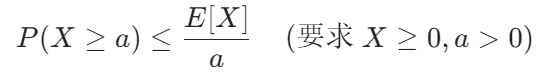 P(X ≥ a) ≤ E[X]/a (要求 X ≥ 0, a > 0)